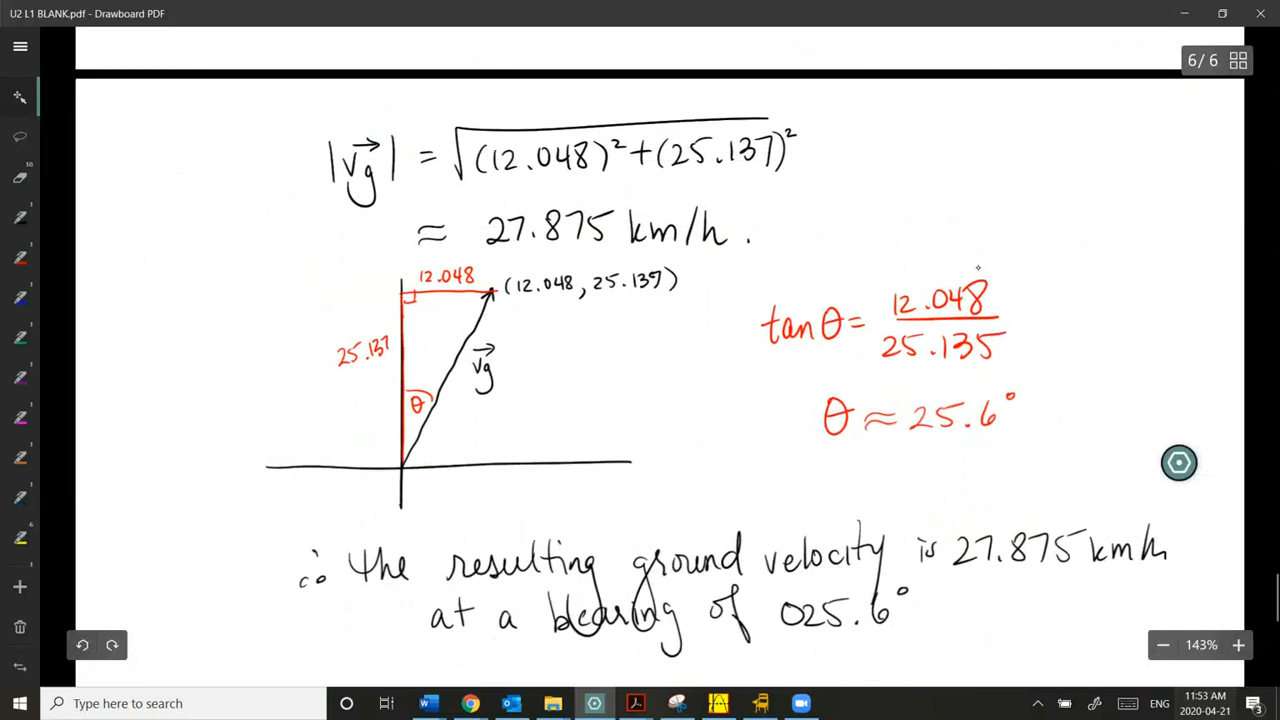 U2 L1 BLANK.pdf - Drawboard PDF
6/6
|v⃗g| = √(12.048)² + (25.137)²
≈ 27.875 km/h.
12.048
(12.048, 25.137)
25.137
v⃗g
θ
tan θ = 12.048/25.135
θ ≈ 25.6°
∴ the resulting ground velocity is 27.875 km/h
at a bearing of 025.6°
143%
Type here to search
ENG
11:53 AM
2020-04-21
3